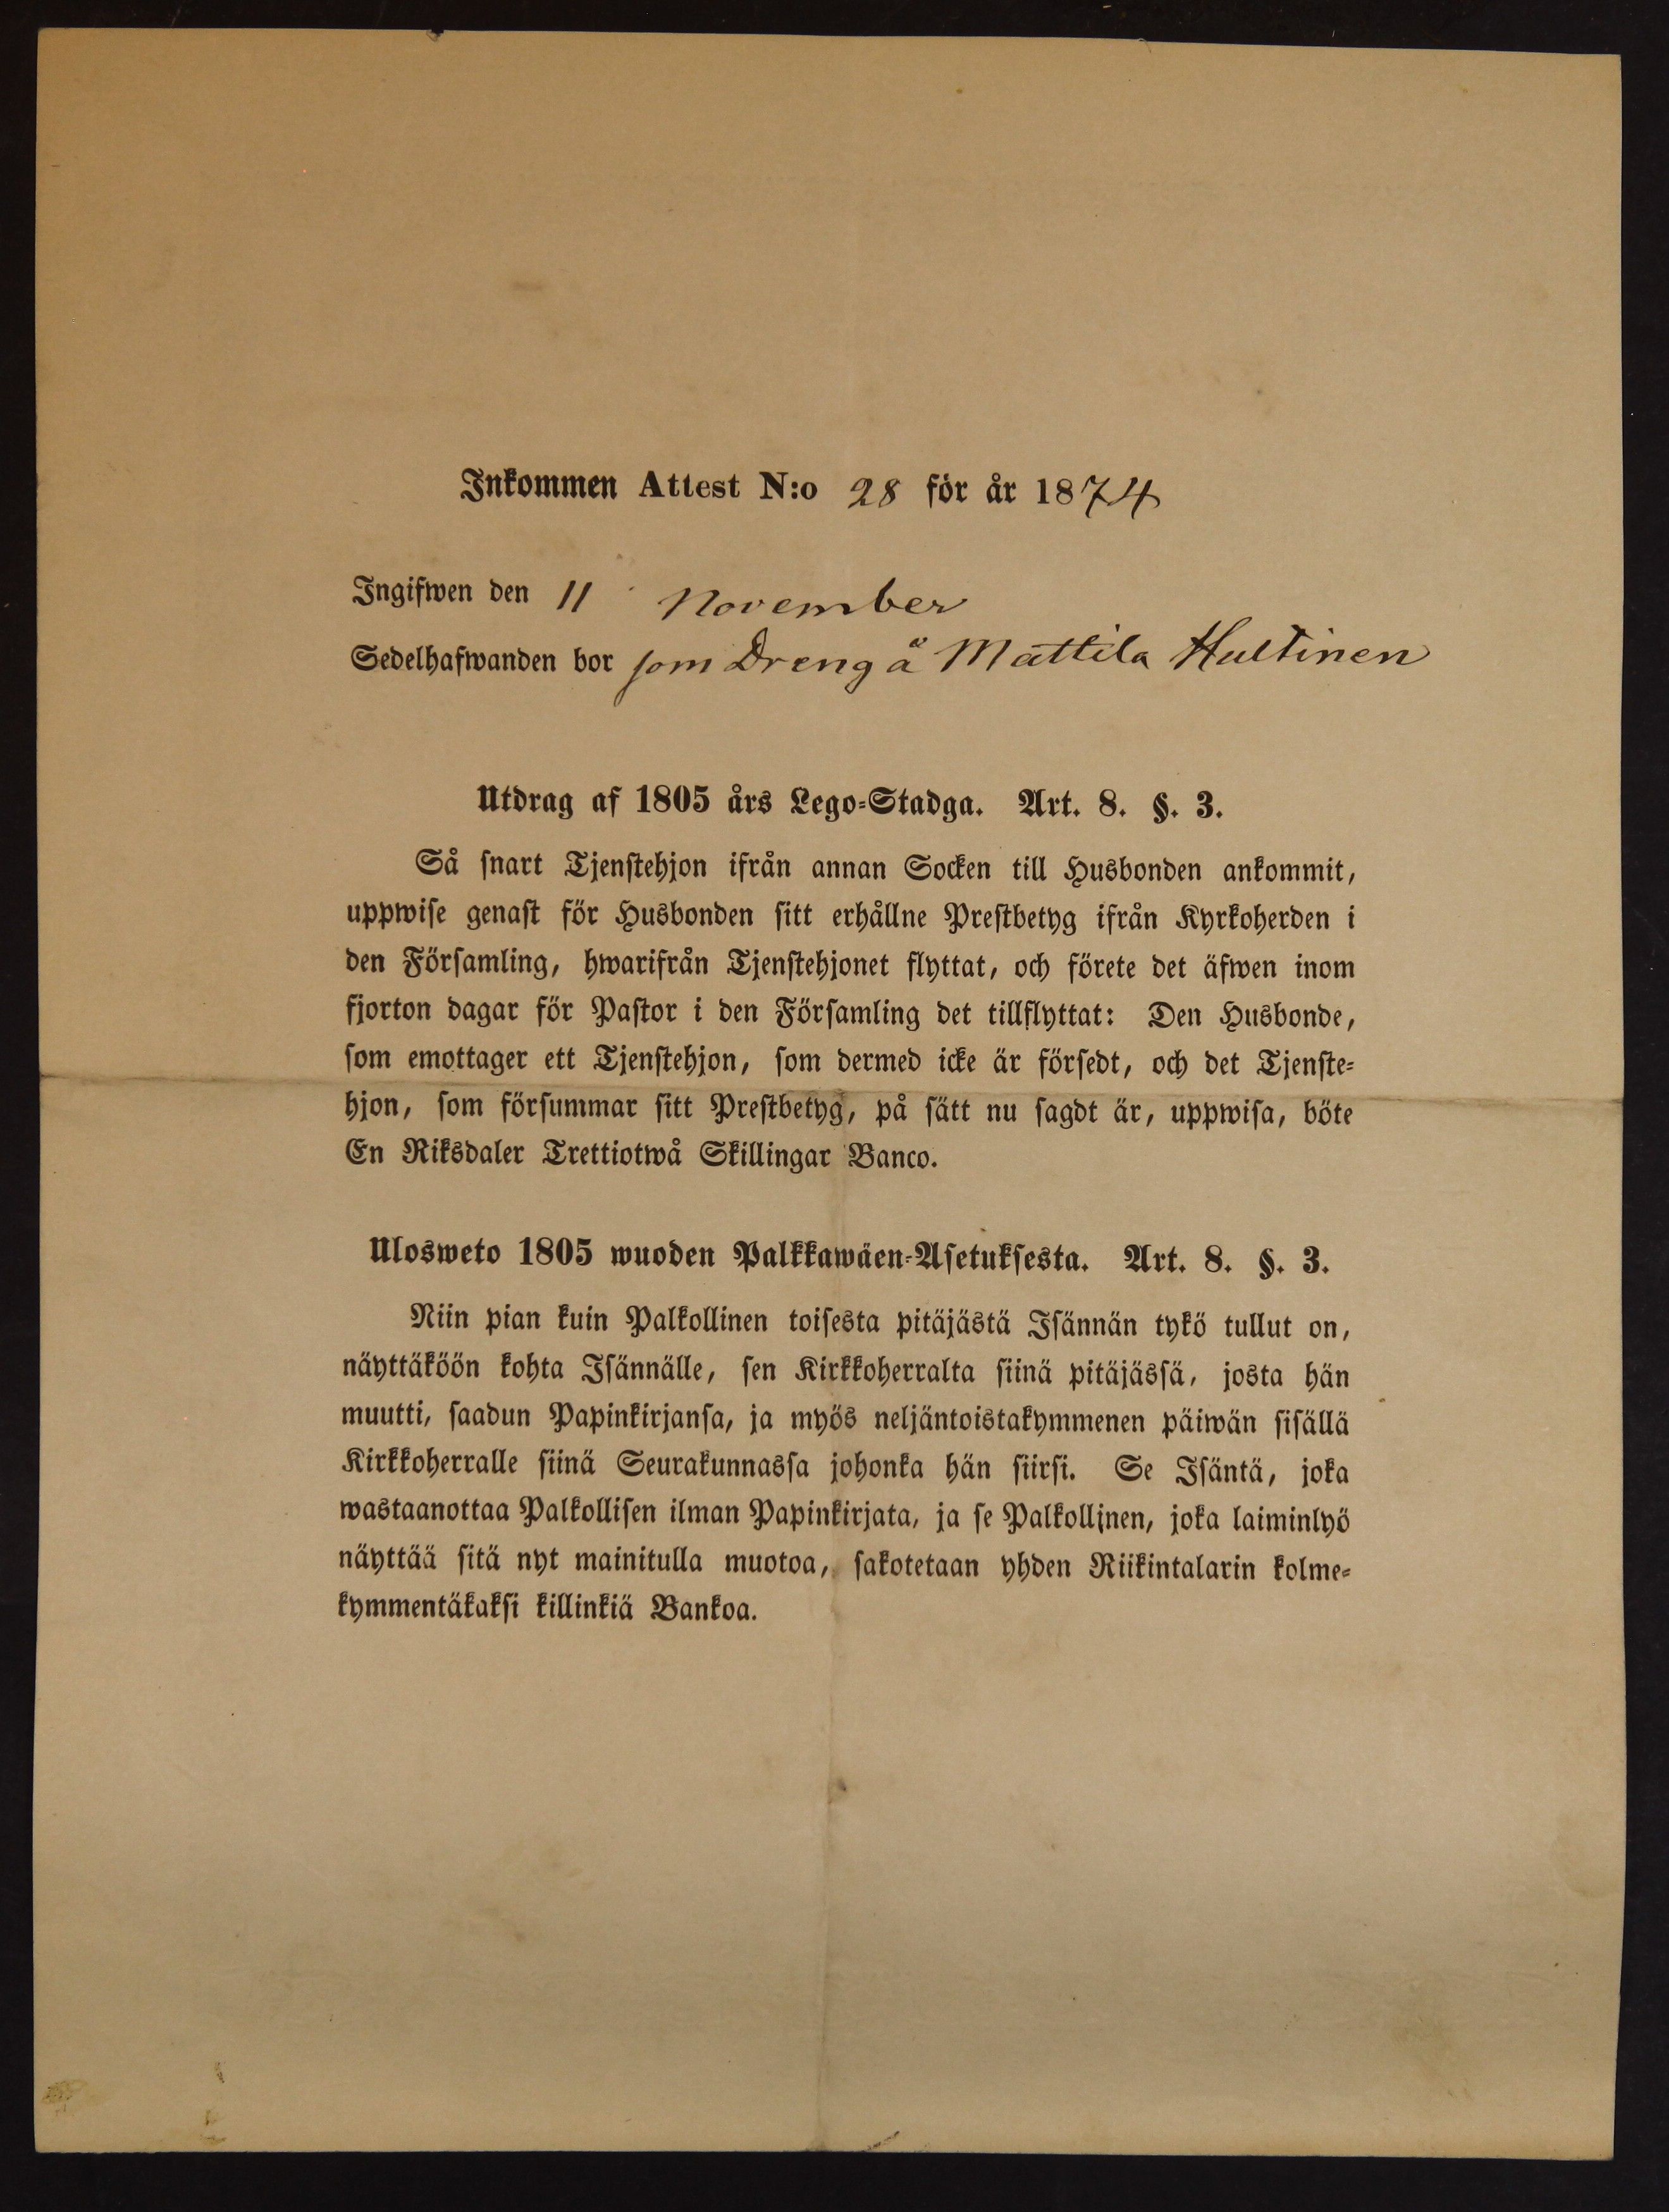 Inkommen Attest N:o 28 för år 1874
Ingifwen den 11 November
Sedelhafwanden bor som Dreng å Mattila Hultinen
Utdrag af 1805 års Lego-Stadga. Art. 8. §. 3.
Så snart Tjenstehjon ifrån annan Socken till Husbonden ankommit,
uppwise genast för Husbonden sitt erhållne Prestbetyg ifrån Kyrkoherden i
den Församling, hwarifrån Tjenstehjonet flyttat, och förete det äfwen inom
fjorton dagar för Pastor i den Församling det tillflyttat: Den Husbonde,
som emottager ett Tjenstehjon, som dermed icke är försedt, och det Tjenste-
hjon, som försummar sitt Prestbetyg, på sätt nu sagdt är, uppwisa, böte
En Riksdaler Trettiotwå Skillingar Banco.
Ulosweto 1805 wuoden Palkkawäen-Asetuksesta. Art. 8. §. 3.
Niin pian kuin Palkollinen toisesta pitäjästä Isännän tykö tullut on,
näyttäköön kohta Isännälle, sen Kirkkoherralta siinä pitäjässä, josta hän
muutti, saadun Papinkirjansa, ja myös neljäntoistakymmenen päiwän sisällä
Kirkkoherralle siinä Seurakunnassa johonka hän siirsi. Se Isäntä, joka
wastaanottaa Palkollisen ilman Papinkirjata, ja se Palkollinen, joka laiminlyö
näyttää sitä nyt mainitulla muotoa, sakotetaan yhden Riikintalarin kolme-
kymmentäkaksi killinkiä Bankoa.